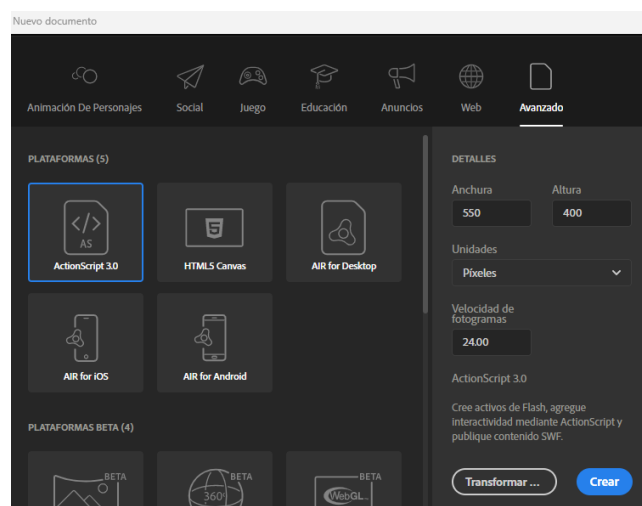 Nuevo documento
Animación De Personajes
Social
Juego
Educación
Anuncios
Web
Avanzado
PLATAFORMAS (5)
</>
AS
ActionScript 3.0
HTML5 Canvas
AIR for Desktop
AIR for iOS
AIR for Android
PLATAFORMAS BETA (4)
BETA
BETA
360°
BETA
WebGL
DETALLES
Anchura
Altura
550
400
Unidades
Píxeles
Velocidad de
fotogramas
24.00
ActionScript 3.0
Cree activos de Flash, agregue
interactividad mediante ActionScript y
publique contenido SWF.
Transformar ...
Crear